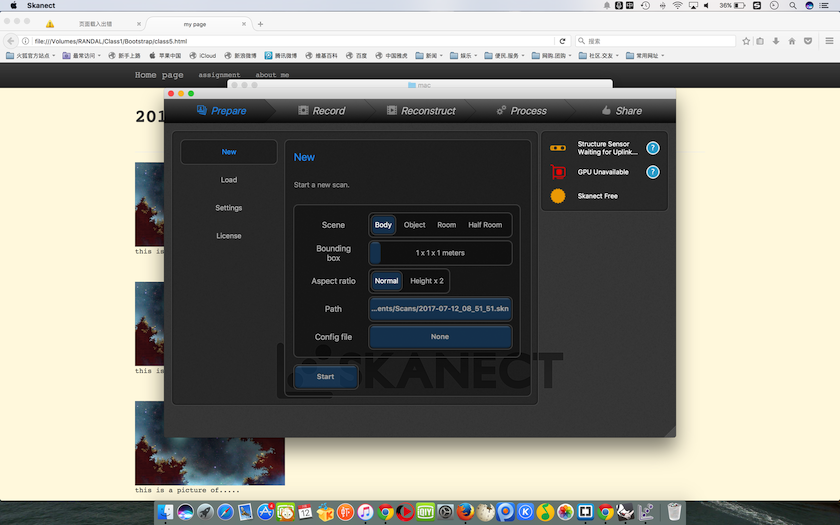 Skanect
36%
页面载入出错
my page
file:///Volumes/RANDAL/Class1/Bootstrap/class5.html
搜索
火狐官方站点
最常访问
新手上路
苹果中国
iCloud
新浪微博
腾讯微博
维基百科
百度
中国雅虎
新闻
娱乐
便民.服务
网购.团购
社区.交友
常用网址
Home page
assignment
about me
mac
201
Prepare
Record
Reconstruct
Process
Share
New
Load
Settings
License
New
Start a new scan.
Scene
Body
Object
Room
Half Room
Bounding
box
1 x 1 x 1 meters
Aspect ratio
Normal
Height x 2
Path
...ents/Scans/2017-07-12_08_51_51.skn
Config file
None
Start
SKANECT
Structure Sensor
Waiting for Uplink...
?
GPU Unavailable
?
Skanect Free
this is
this is
this is a picture of.....
12
DIY